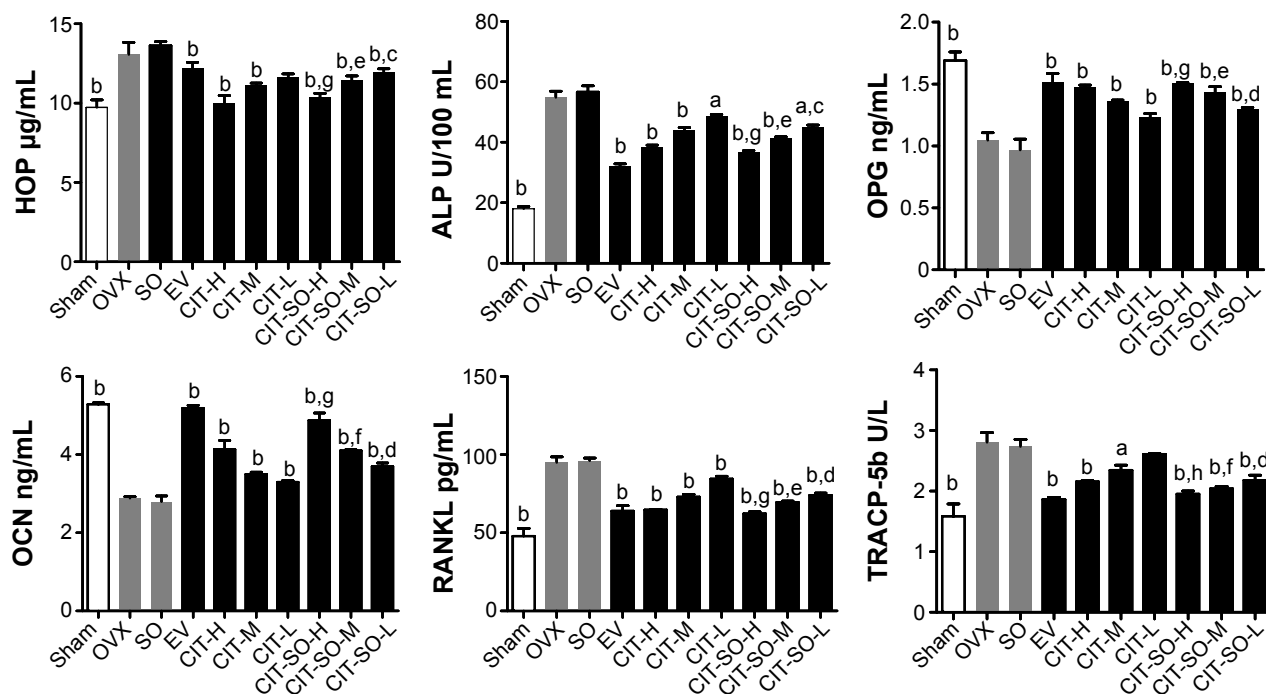 HOP µg/mL
15
10
5
0
b
b
b
b
b,g
b,e
b,c
Sham
OVX
SO
EV
CIT-H
CIT-M
CIT-L
CIT-SO-H
CIT-SO-M
CIT-SO-L
ALP U/100 mL
80
60
40
20
0
b
b
b
b
a
b,g
b,e
a,c
Sham
OVX
SO
EV
CIT-H
CIT-M
CIT-L
CIT-SO-H
CIT-SO-M
CIT-SO-L
OPG ng/mL
2.0
1.5
1.0
0.5
0
b
b
b
b
b
b,g
b,e
b,d
Sham
OVX
SO
EV
CIT-H
CIT-M
CIT-L
CIT-SO-H
CIT-SO-M
CIT-SO-L
OCN ng/mL
6
4
2
0
b
b
b
b
b
b,g
b,f
b,d
Sham
OVX
SO
EV
CIT-H
CIT-M
CIT-L
CIT-SO-H
CIT-SO-M
CIT-SO-L
RANKL pg/mL
150
100
50
0
b
b
b
b
b
b,g
b,e
b,d
Sham
OVX
SO
EV
CIT-H
CIT-M
CIT-L
CIT-SO-H
CIT-SO-M
CIT-SO-L
TRACP-5b U/L
4
3
2
1
0
b
b
b
a
b,h
b,f
b,d
Sham
OVX
SO
EV
CIT-H
CIT-M
CIT-L
CIT-SO-H
CIT-SO-M
CIT-SO-L